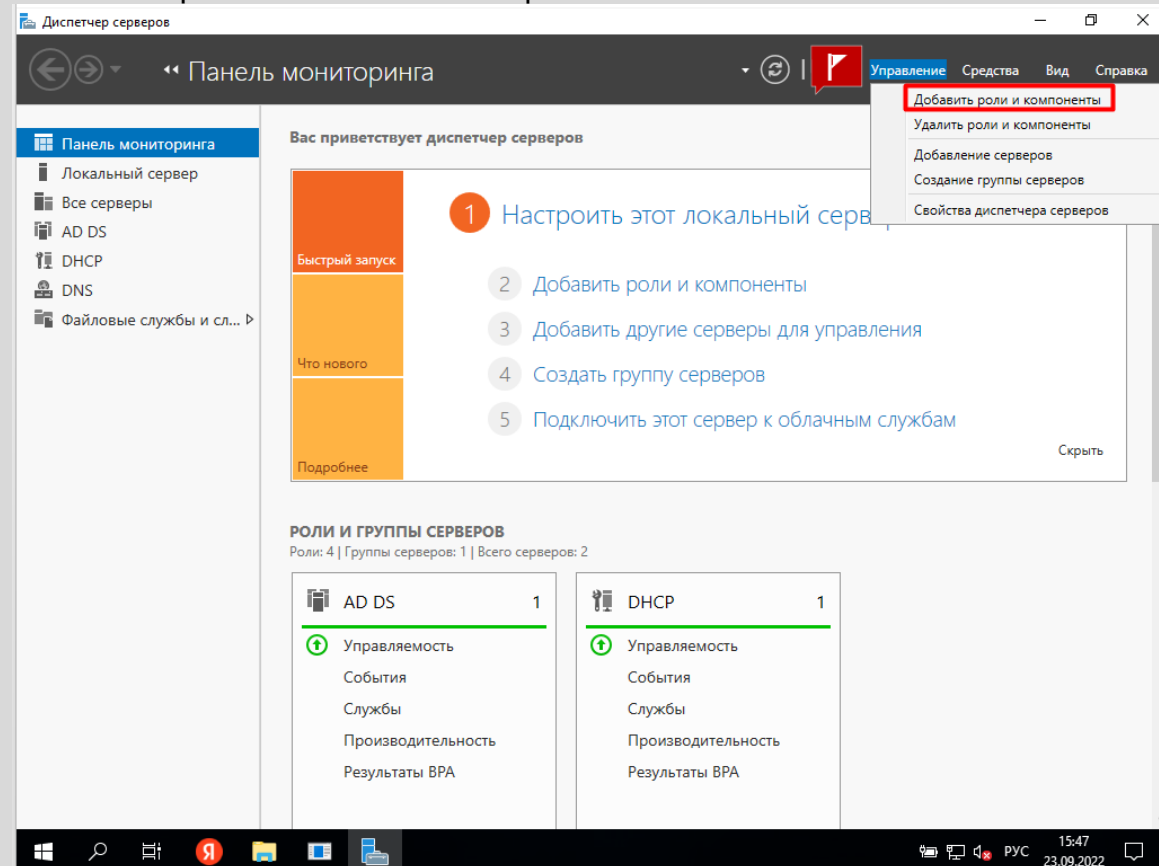 Диспетчер серверов
Панель мониторинга
Управление Средства Вид Справка
Добавить роли и компоненты
Удалить роли и компоненты
Добавление серверов
Создание группы серверов
Свойства диспетчера серверов
Панель мониторинга
Локальный сервер
Все серверы
AD DS
DHCP
DNS
Файловые службы и сл...
Вас приветствует диспетчер серверов
Быстрый запуск
Что нового
Подробнее
1 Настроить этот локальный серв
2 Добавить роли и компоненты
3 Добавить другие серверы для управления
4 Создать группу серверов
5 Подключить этот сервер к облачным службам
Скрыть
РОЛИ И ГРУППЫ СЕРВЕРОВ
Роли: 4 | Группы серверов: 1 | Всего серверов: 2
AD DS 1
Управляемость
События
Службы
Производительность
Результаты BPA
DHCP 1
Управляемость
События
Службы
Производительность
Результаты BPA
Я
РУС
15:47
23.09.2022